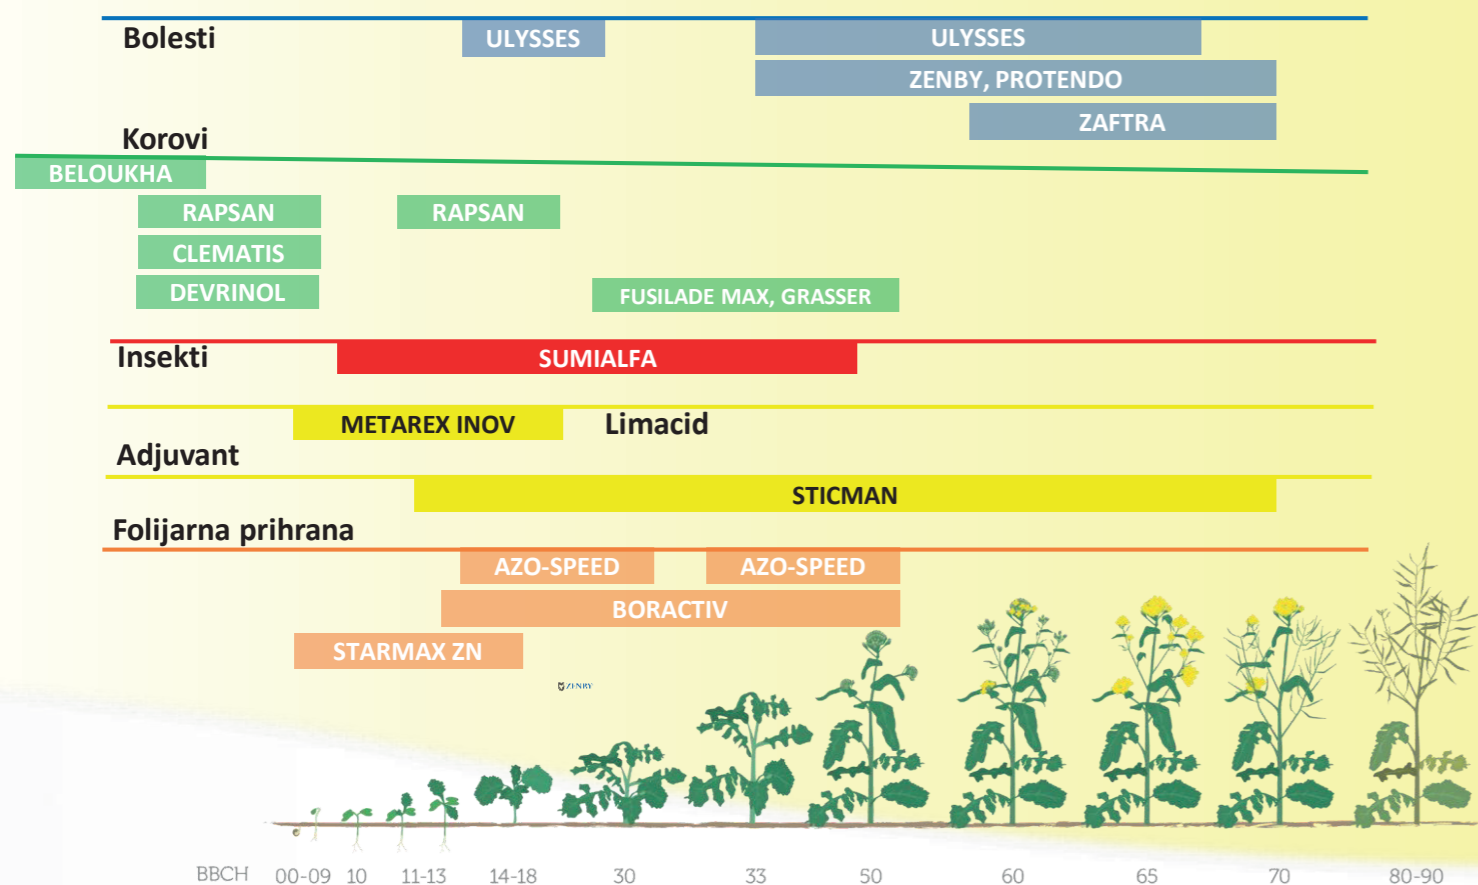 Bolesti
ULYSSES
ULYSSES
ZENBY, PROTENDO
ZAFTRA
Korovi
BELOUKHA
RAPSAN
RAPSAN
CLEMATIS
DEVRINOL
FUSILADE MAX, GRASSER
Insekti
SUMIALFA
METAREX INOV
Limacid
Adjuvant
STICMAN
Folijarna prihrana
AZO-SPEED
AZO-SPEED
BORACTIV
STARMAX ZN
ZENBY
BBCH 00-09 10 11-13 14-18 30 33 50 60 65 70 80-90